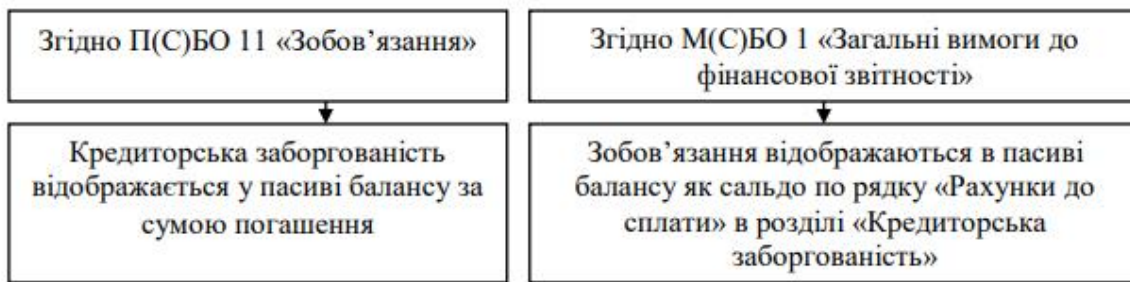 Згідно П(С)БО 11 «Зобов’язання»
Кредиторська заборгованість
відображається у пасиві балансу за
сумою погашення
Згідно М(С)БО 1 «Загальні вимоги до
фінансової звітності»
Зобов’язання відображаються в пасиві
балансу як сальдо по рядку «Рахунки до
сплати» в розділі «Кредиторська
заборгованість»